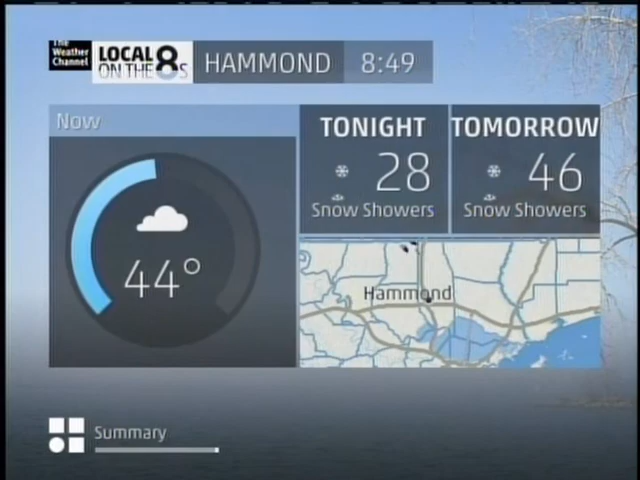 The
Weather
Channel
LOCAL
ON THE 8s
HAMMOND 8:49
Now
44°
TONIGHT
28
Snow Showers
TOMORROW
46
Snow Showers
Hammond
Summary